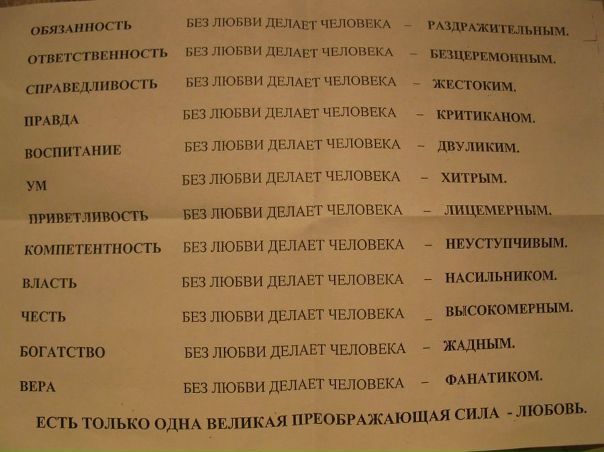 ОБЯЗАННОСТЬ БЕЗ ЛЮБВИ ДЕЛАЕТ ЧЕЛОВЕКА – РАЗДРАЖИТЕЛЬНЫМ.
ОТВЕТСТВЕННОСТЬ БЕЗ ЛЮБВИ ДЕЛАЕТ ЧЕЛОВЕКА – БЕЗЦЕРЕМОННЫМ.
СПРАВЕДЛИВОСТЬ БЕЗ ЛЮБВИ ДЕЛАЕТ ЧЕЛОВЕКА – ЖЕСТОКИМ.
ПРАВДА БЕЗ ЛЮБВИ ДЕЛАЕТ ЧЕЛОВЕКА – КРИТИКАНОМ.
ВОСПИТАНИЕ БЕЗ ЛЮБВИ ДЕЛАЕТ ЧЕЛОВЕКА – ДВУЛИКИМ.
УМ БЕЗ ЛЮБВИ ДЕЛАЕТ ЧЕЛОВЕКА – ХИТРЫМ.
ПРИВЕТЛИВОСТЬ БЕЗ ЛЮБВИ ДЕЛАЕТ ЧЕЛОВЕКА – ЛИЦЕМЕРНЫМ.
КОМПЕТЕНТНОСТЬ БЕЗ ЛЮБВИ ДЕЛАЕТ ЧЕЛОВЕКА – НЕУСТУПЧИВЫМ.
ВЛАСТЬ БЕЗ ЛЮБВИ ДЕЛАЕТ ЧЕЛОВЕКА – НАСИЛЬНИКОМ.
ЧЕСТЬ БЕЗ ЛЮБВИ ДЕЛАЕТ ЧЕЛОВЕКА _ ВЫСОКОМЕРНЫМ.
БОГАТСТВО БЕЗ ЛЮБВИ ДЕЛАЕТ ЧЕЛОВЕКА – ЖАДНЫМ.
ВЕРА БЕЗ ЛЮБВИ ДЕЛАЕТ ЧЕЛОВЕКА – ФАНАТИКОМ.
ЕСТЬ ТОЛЬКО ОДНА ВЕЛИКАЯ ПРЕОБРАЖАЮЩАЯ СИЛА - ЛЮБОВЬ.